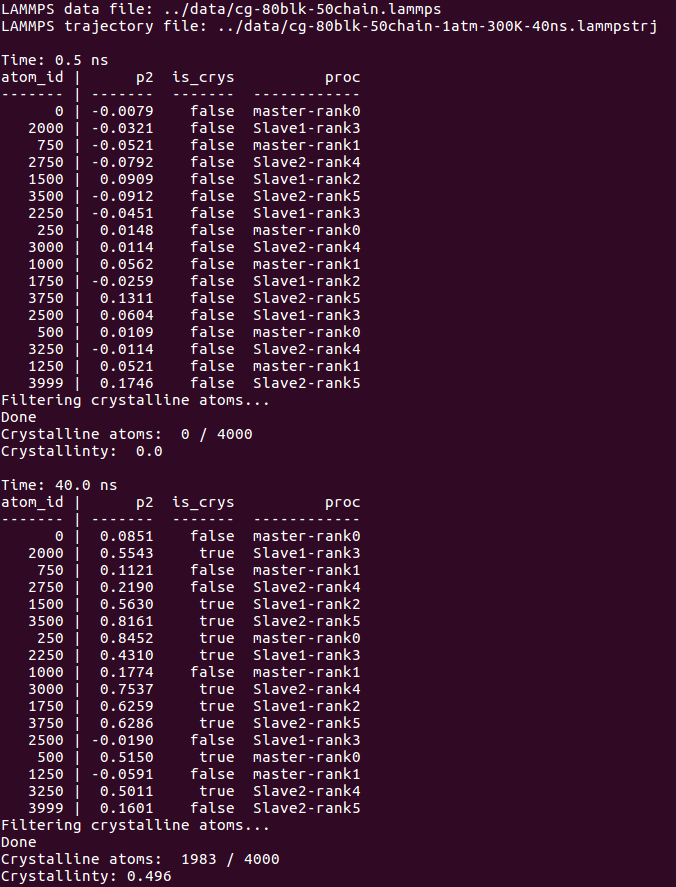 LAMMPS data file: ../data/cg-80blk-50chain.lammps
LAMMPS trajectory file: ../data/cg-80blk-50chain-1atm-300K-40ns.lammpstrj

Time: 0.5 ns
atom_id |      p2  is_crys          proc
------- | -------  -------  ------------
      0 | -0.0079    false  master-rank0
   2000 | -0.0321    false  Slave1-rank3
    750 | -0.0521    false  master-rank1
   2750 | -0.0792    false  Slave2-rank4
   1500 |  0.0909    false  Slave1-rank2
   3500 | -0.0912    false  Slave2-rank5
   2250 | -0.0451    false  Slave1-rank3
    250 |  0.0148    false  master-rank0
   3000 |  0.0114    false  Slave2-rank4
   1000 |  0.0562    false  master-rank1
   1750 | -0.0259    false  Slave1-rank2
   3750 |  0.1311    false  Slave2-rank5
   2500 |  0.0604    false  Slave1-rank3
    500 |  0.0109    false  master-rank0
   3250 | -0.0114    false  Slave2-rank4
   1250 |  0.0521    false  master-rank1
   3999 |  0.1746    false  Slave2-rank5
Filtering crystalline atoms...
Done
Crystalline atoms:  0 / 4000
Crystallinty:  0.0

Time: 40.0 ns
atom_id |      p2  is_crys          proc
------- | -------  -------  ------------
      0 |  0.0851    false  master-rank0
   2000 |  0.5543     true  Slave1-rank3
    750 |  0.1121    false  master-rank1
   2750 |  0.2190    false  Slave2-rank4
   1500 |  0.5630     true  Slave1-rank2
   3500 |  0.8161     true  Slave2-rank5
    250 |  0.8452     true  master-rank0
   2250 |  0.4310     true  Slave1-rank3
   1000 |  0.1774    false  master-rank1
   3000 |  0.7537     true  Slave2-rank4
   1750 |  0.6259     true  Slave1-rank2
   3750 |  0.6286     true  Slave2-rank5
   2500 | -0.0190    false  Slave1-rank3
    500 |  0.5150     true  master-rank0
   1250 | -0.0591    false  master-rank1
   3250 |  0.5011     true  Slave2-rank4
   3999 |  0.1601    false  Slave2-rank5
Filtering crystalline atoms...
Done
Crystalline atoms:  1983 / 4000
Crystallinty: 0.496